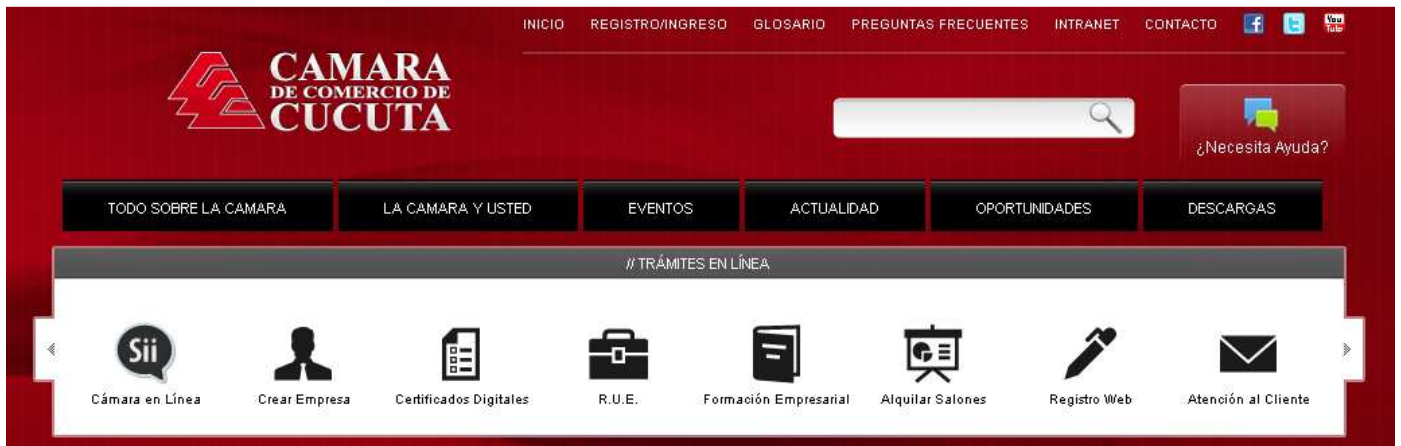 INICIO REGISTRO/INGRESO GLOSARIO PREGUNTAS FRECUENTES INTRANET CONTACTO f t You Tube
CAMARA
DE COMERCIO DE
CUCUTA
¿Necesita Ayuda?
TODO SOBRE LA CAMARA LA CAMARA Y USTED EVENTOS ACTUALIDAD OPORTUNIDADES DESCARGAS
// TRÁMITES EN LÍNEA
Sii
Cámara en Línea Crear Empresa Certificados Digitales R.U.E. Formación Empresarial Alquilar Salones Registro Web Atención al Cliente